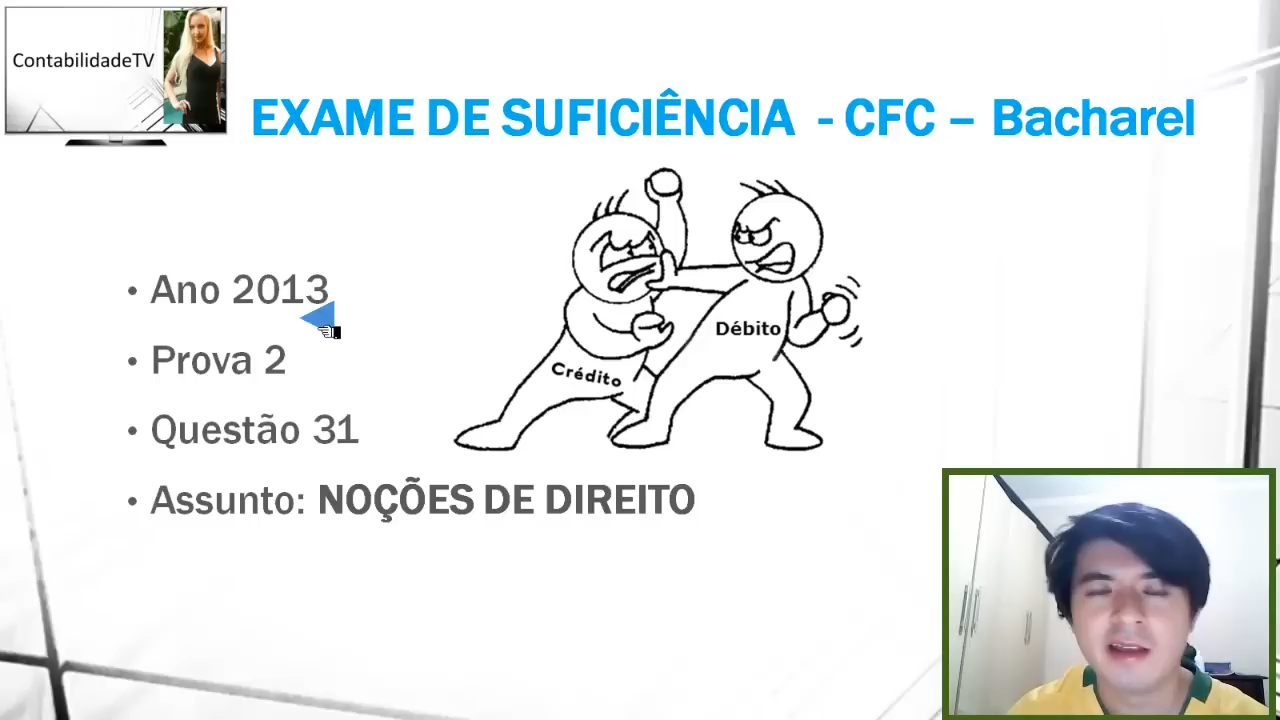 ContabilidadeTV
EXAME DE SUFICIÊNCIA - CFC – Bacharel
• Ano 2013
• Prova 2
• Questão 31
• Assunto: NOÇÕES DE DIREITO
Crédito
Débito